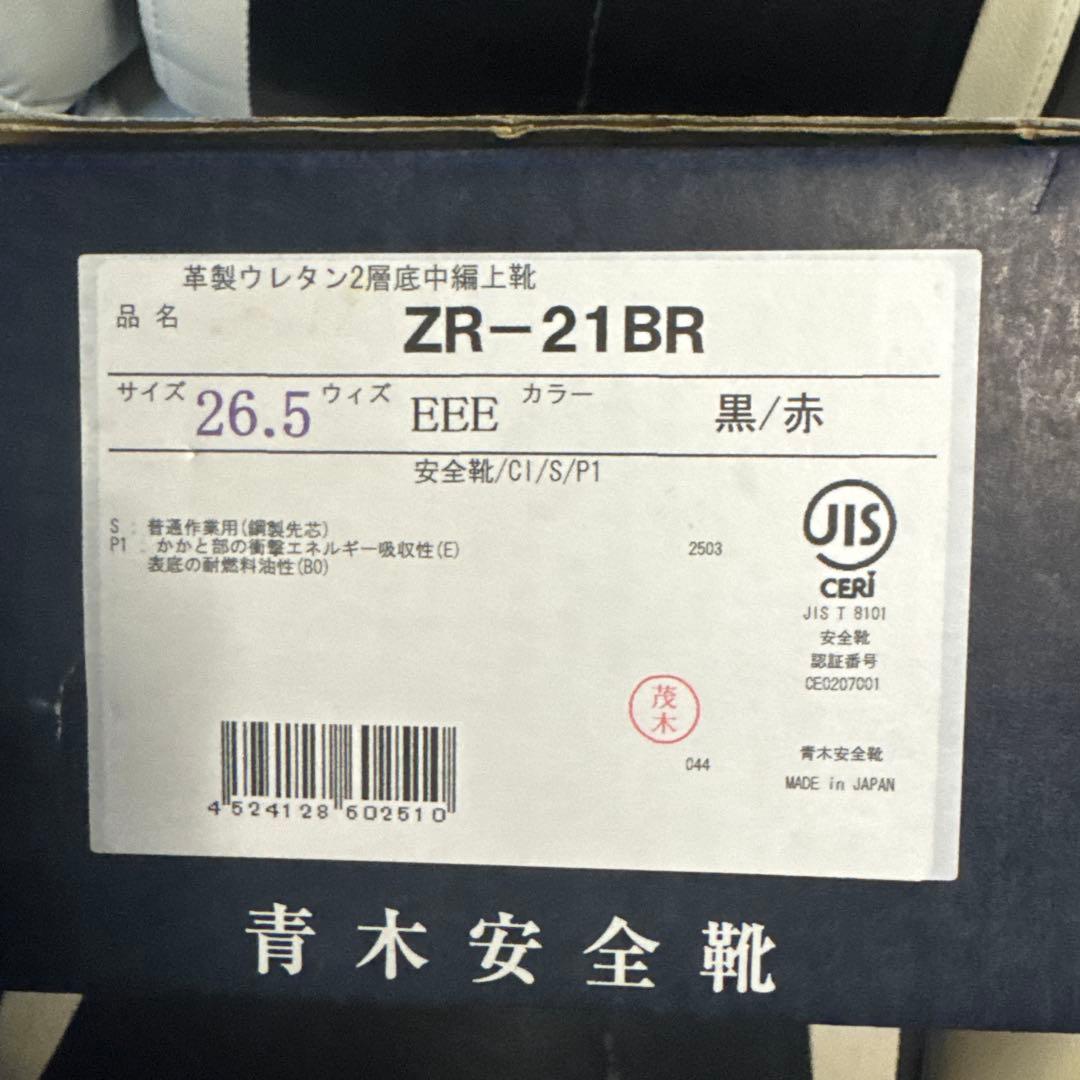 革製ウレタン2層底中編上靴
品名 ZR-21BR
サイズ 26.5 ウィズ EEE カラー 黒/赤
安全靴/CI/S/P1
S : 普通作業用(鋼製先芯)
P1 : かかと部の衝撃エネルギー吸収性(E)
表底の耐燃料油性(BO)
2503
JIS
CERI
JIS T 8101
安全靴
認証番号
CE0207001
茂木
044
青木安全靴
MADE in JAPAN
4524128602510
青木安全靴